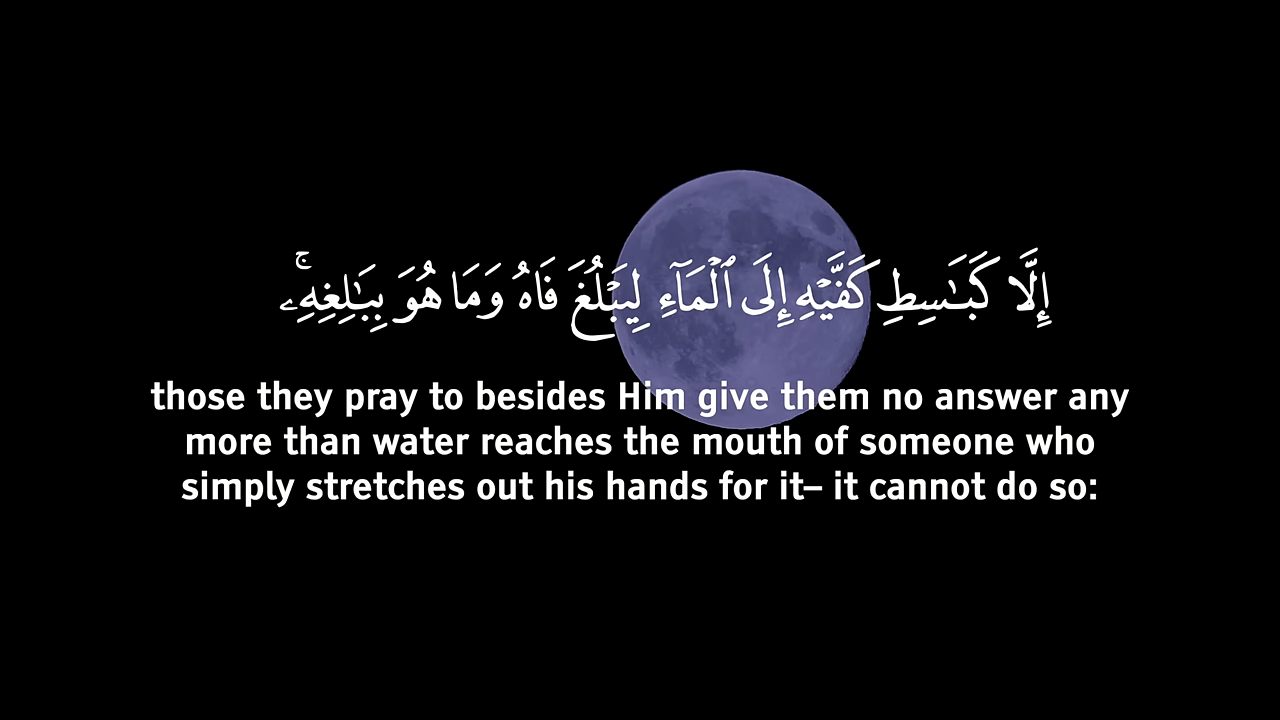 إِلَّا كَبَـٰسِطِ كَفَّيْهِ إِلَى ٱلْمَآءِ لِيَبْلُغَ فَاهُ وَمَا هُوَ بِبَـٰلِغِهِۦ ۚ
those they pray to besides Him give them no answer any
more than water reaches the mouth of someone who
simply stretches out his hands for it– it cannot do so: